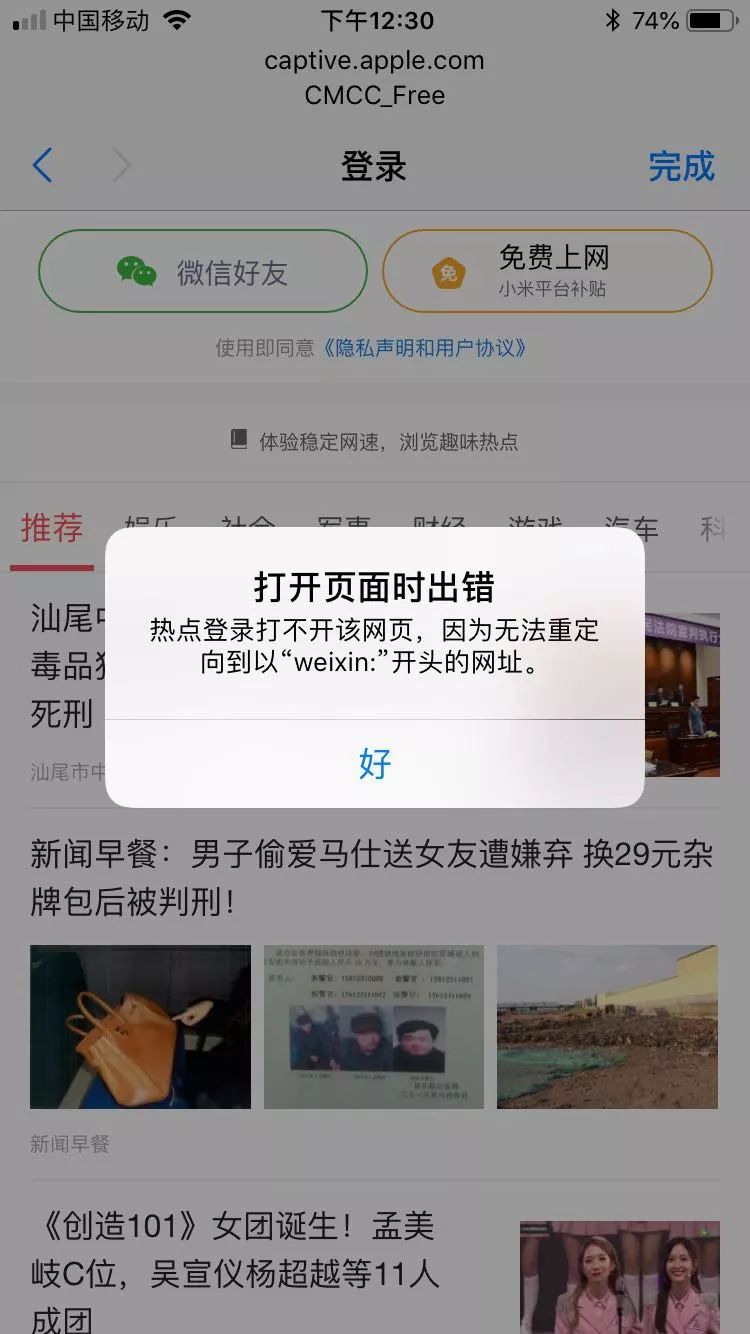 中国移动
下午12:30
74%
captive.apple.com
CMCC_Free
登录
完成
微信好友
免
免费上网
小米平台补贴
使用即同意《隐私声明和用户协议》
体验稳定网速，浏览趣味热点
推荐 娱乐 社会 军事 财经 游戏 汽车 科
打开页面时出错
热点登录打不开该网页，因为无法重定
向到以“weixin:”开头的网址。
好
汕尾
毒品
死刑
民法院宣判执行
汕尾市中
新闻早餐：男子偷爱马仕送女友遭嫌弃 换29元杂
牌包后被判刑！
新闻早餐
《创造101》女团诞生！孟美
岐C位，吴宣仪杨超越等11人
成团